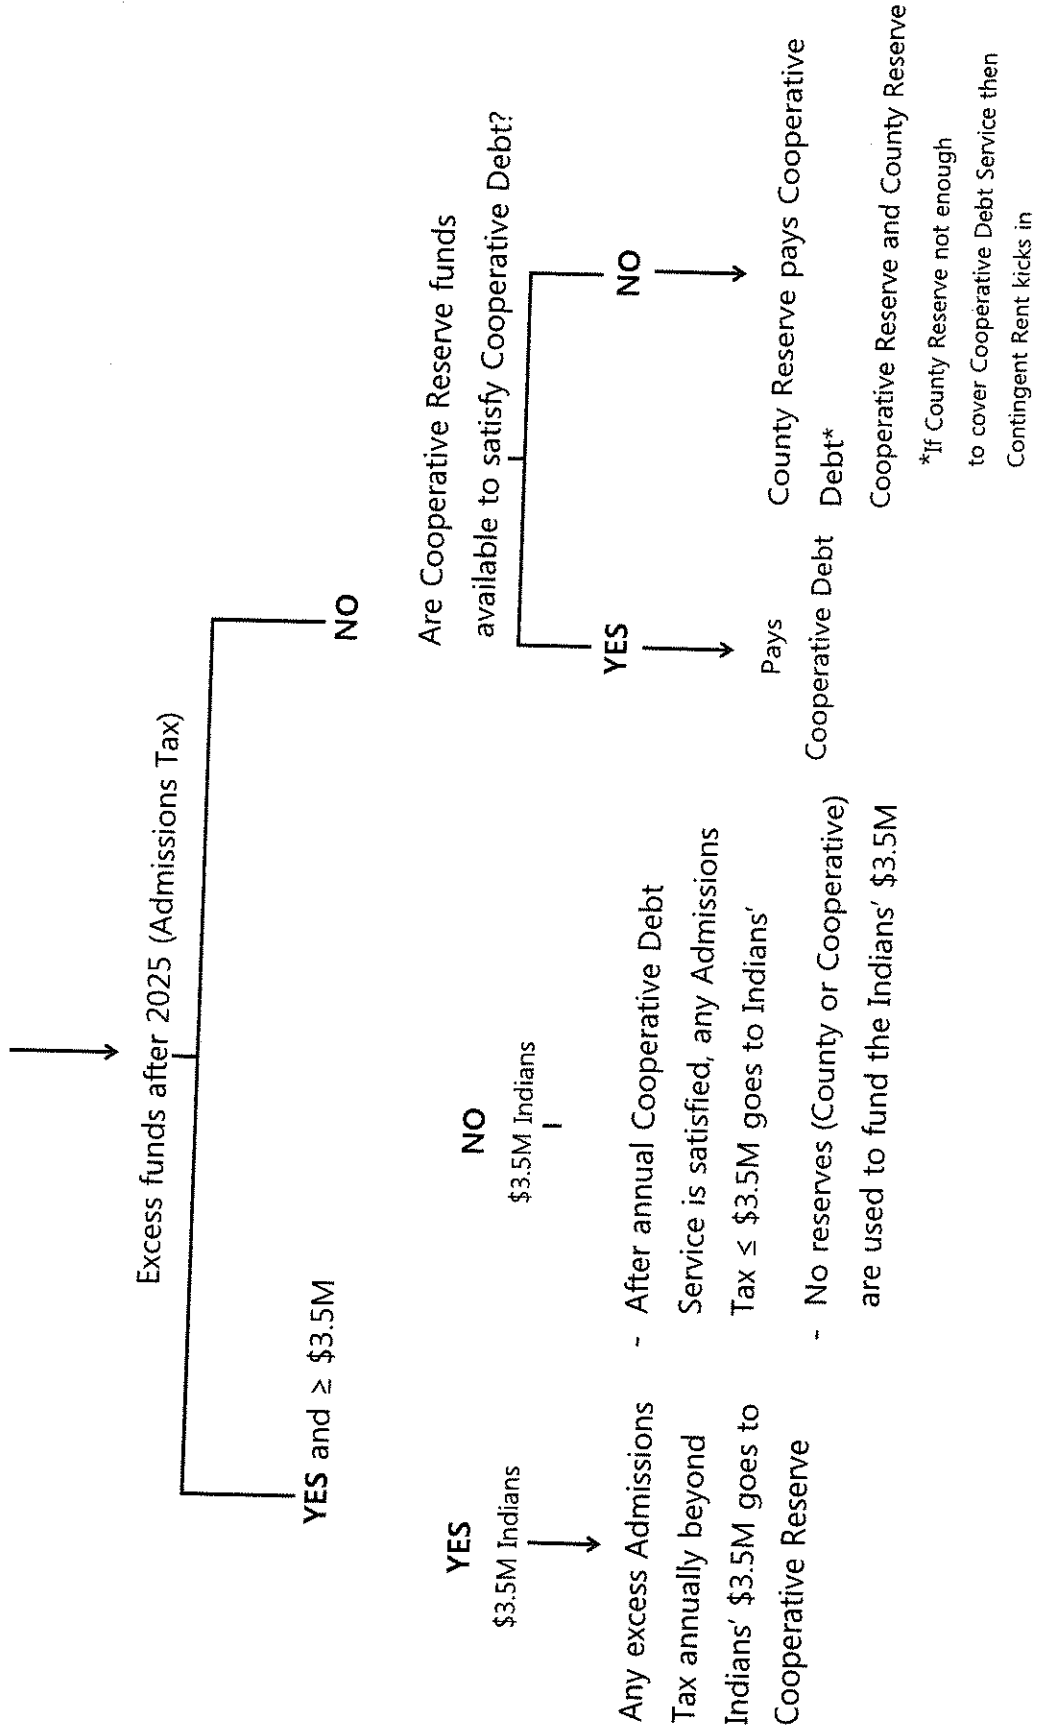 Excess funds after 2025 (Admissions Tax)
YES and ≥ $3.5M
NO
YES
$3.5M Indians
Any excess Admissions
Tax annually beyond
Indians' $3.5M goes to
Cooperative Reserve
NO
$3.5M Indians
- After annual Cooperative Debt
Service is satisfied, any Admissions
Tax ≤ $3.5M goes to Indians'
- No reserves (County or Cooperative)
are used to fund the Indians' $3.5M
Are Cooperative Reserve funds
available to satisfy Cooperative Debt?
YES
Pays
Cooperative Debt
NO
County Reserve pays Cooperative
Debt*
Cooperative Reserve and County Reserve
*If County Reserve not enough
to cover Cooperative Debt Service then
Contingent Rent kicks in